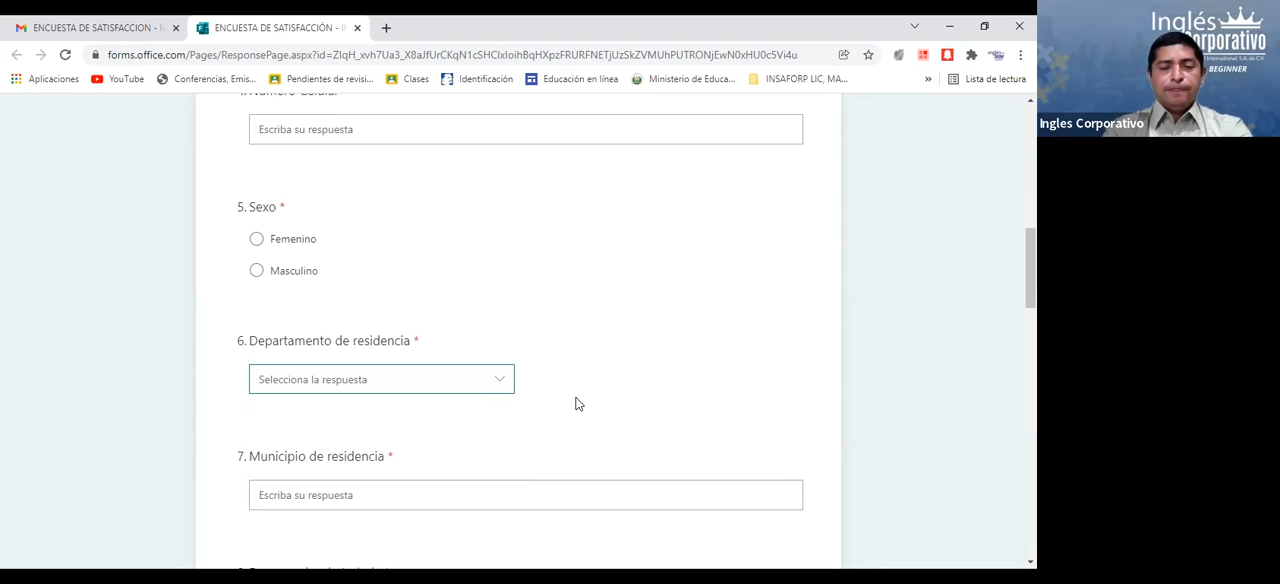 ENCUESTA DE SATISFACCION - I
ENCUESTA DE SATISFACCIÓN - I
forms.office.com/Pages/ResponsePage.aspx?id=ZIqH_xvh7Ua3_X8aJfUrCKqN1cSHClxIoihBqHXpzFRURFNETjUzSkZVMUhPUTRONjEwN0xHU0c5Vi4u
Aplicaciones
YouTube
Conferencias, Emis...
Pendientes de revisi...
Clases
Identificación
Educación en línea
Ministerio de Educa...
INSAFORP LIC, MA...
»
Lista de lectura
Escriba su respuesta
5. Sexo *
Femenino
Masculino
6. Departamento de residencia *
Selecciona la respuesta
7. Municipio de residencia *
Escriba su respuesta
Inglés
International, S.A. de C.V.
BEGINNER
Ingles Corporativo